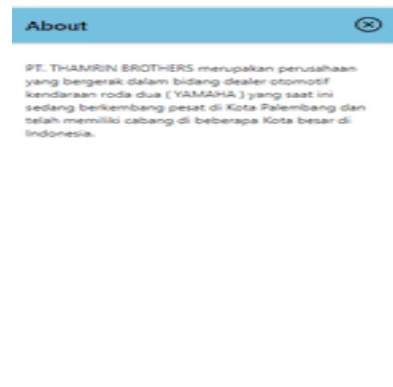 About
PT. THAMRIN BROTHERS merupakan perusahaan
yang bergerak dalam bidang dealer otomotif
kendaraan roda dua ( YAMAHA ) yang saat ini
sedang berkembang pesat di Kota Palembang dan
telah memiliki cabang di beberapa Kota besar di
Indonesia.